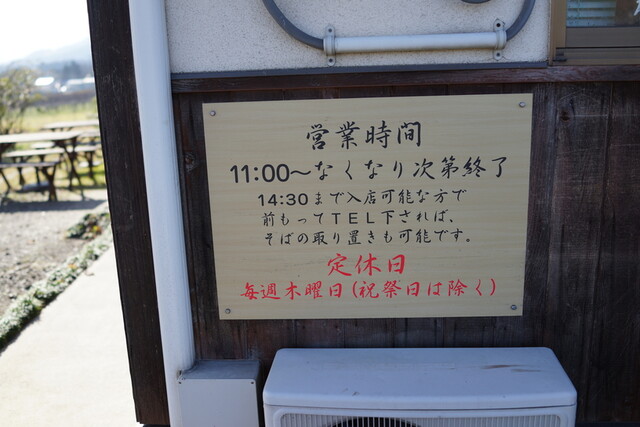 営業時間
11:00〜なくなり次第終了
14:30まで入店可能な方で
前もってTEL下されば、
そばの取り置きも可能です。
定休日
毎週木曜日(祝祭日は除く)